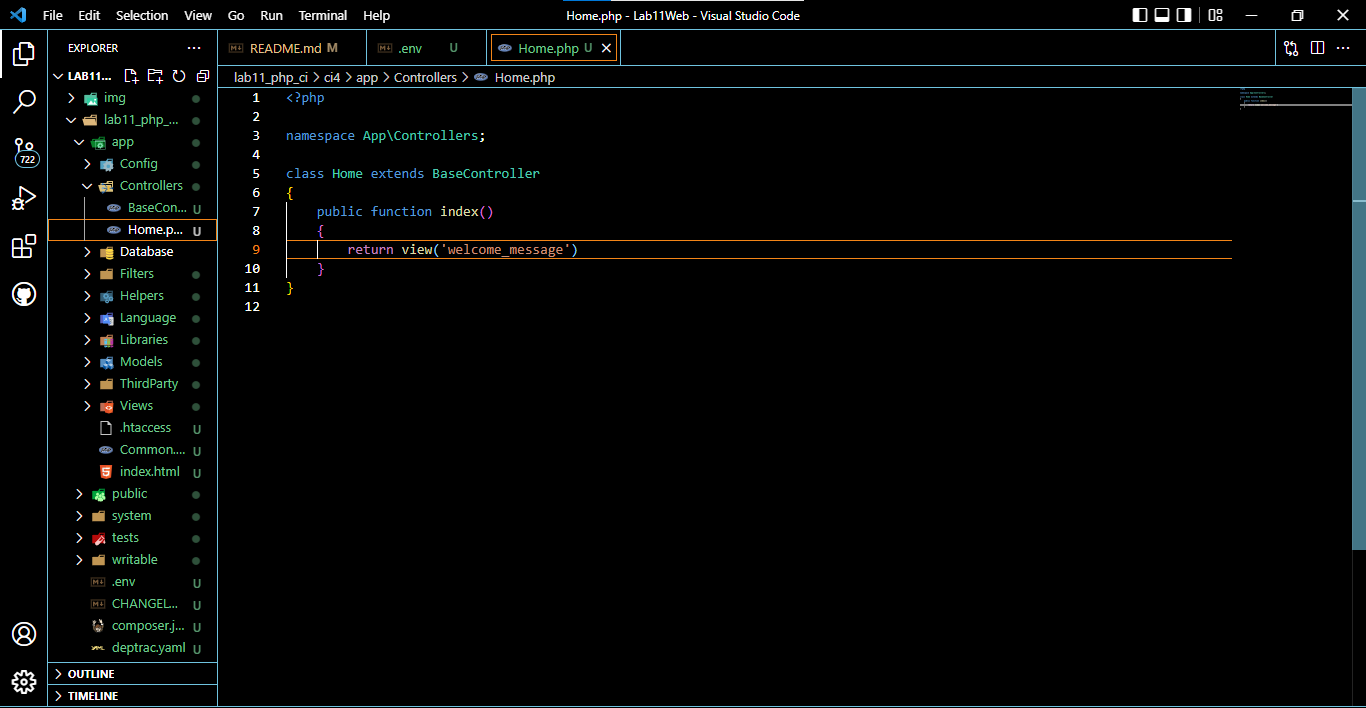 File Edit Selection View Go Run Terminal Help Home.php - Lab11Web - Visual Studio Code
EXPLORER ···
README.md M .env U Home.php U
LAB11...
lab11_php_ci > ci4 > app > Controllers > Home.php
img
lab11_php_...
app
Config
Controllers
BaseCon... U
Home.p... U
Database
Filters
Helpers
Language
Libraries
Models
ThirdParty
Views
.htaccess U
Common.... U
index.html U
public
system
tests
writable
.env U
CHANGEL... U
composer.j... U
deptrac.yaml U
OUTLINE
TIMELINE
722
1 <?php
2
3 namespace App\Controllers;
4
5 class Home extends BaseController
6 {
7 public function index()
8 {
9 return view('welcome_message')
10 }
11 }
12